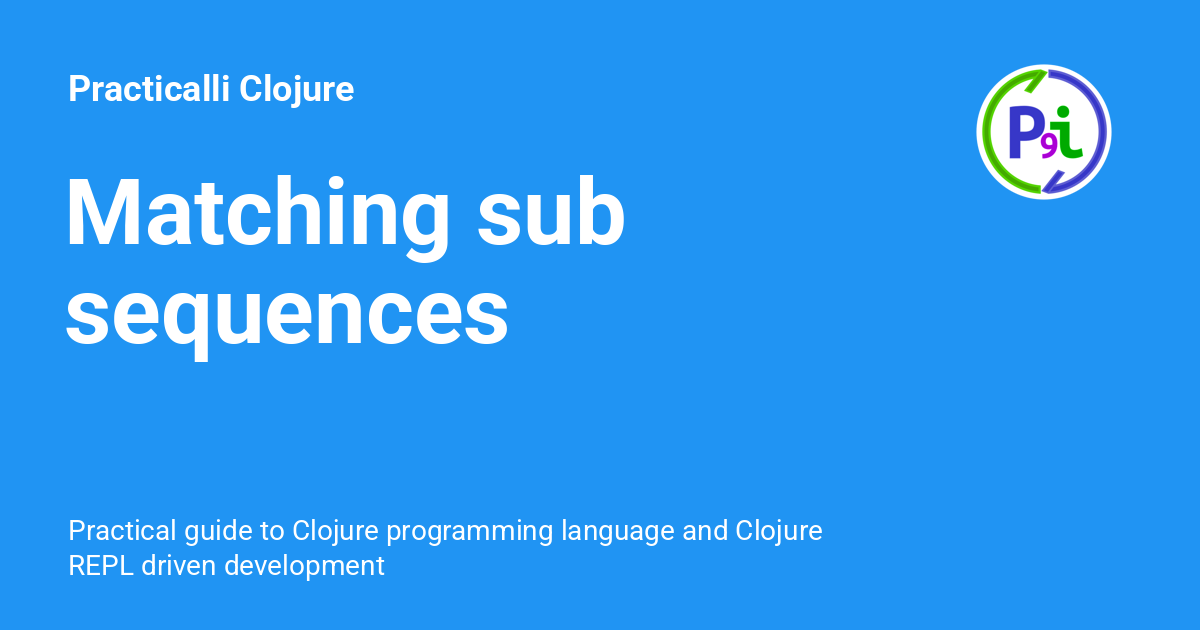 Practicalli Clojure
P9i
Matching sub
sequences
Practical guide to Clojure programming language and Clojure
REPL driven development